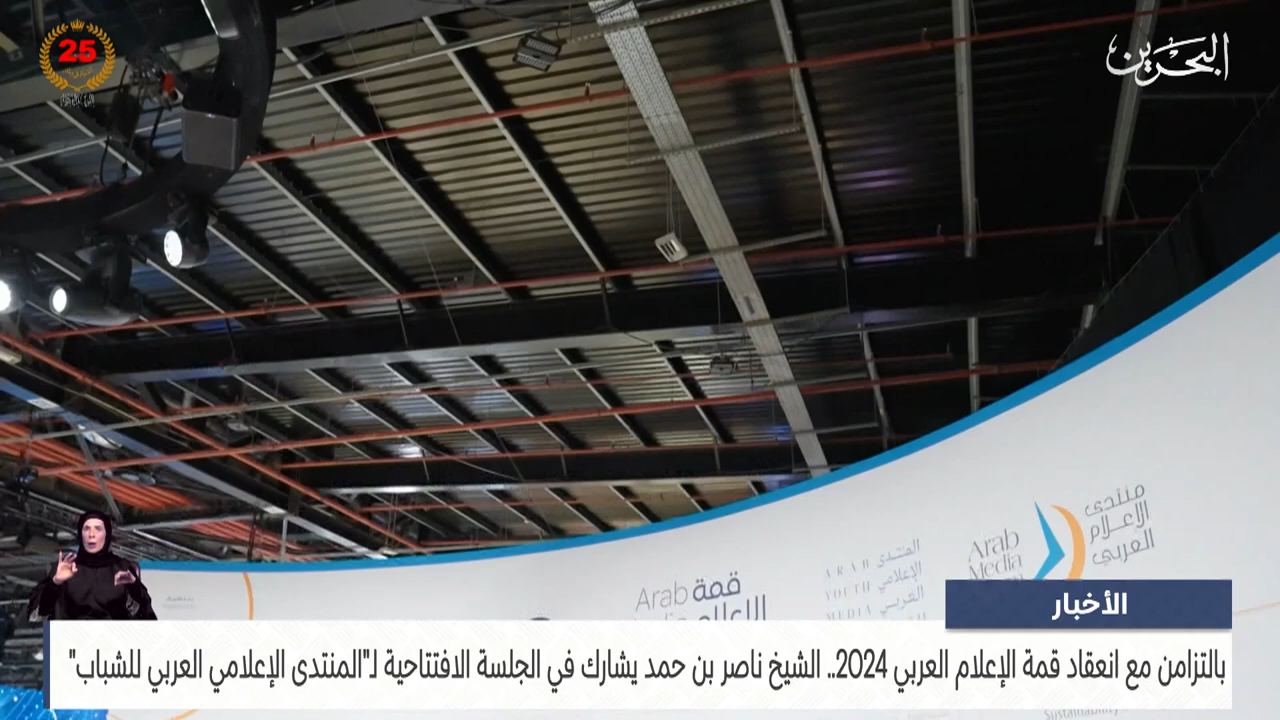 25
البحرين
منتدى
الإعلام
العربي
Arab
Media
المنتدى
ARAB
الإعلامي
YOUTH
العربي
MEDIA
قمة
Arab
الإعلام
الأخبار
بالتزامن مع انعقاد قمة الإعلام العربي 2024.. الشيخ ناصر بن حمد يشارك في الجلسة الافتتاحية لـ"المنتدى الإعلامي العربي للشباب"